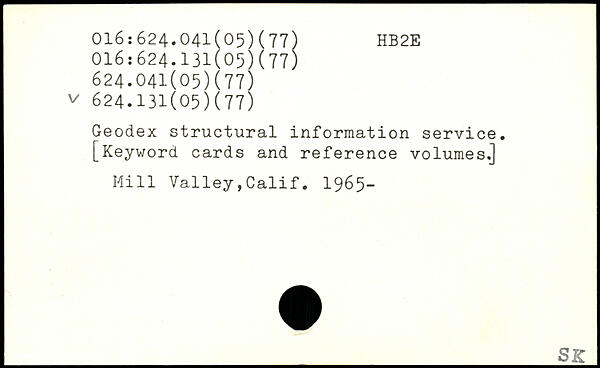 016:624.041(05)(77) HB2E
016:624.131(05)(77)
624.041(05)(77)
✓ 624.131(05)(77)
Geodex structural information service.
[Keyword cards and reference volumes.]
Mill Valley,Calif. 1965-
SK